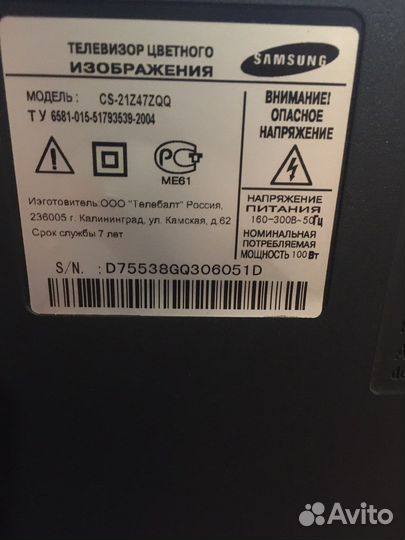 ТЕЛЕВИЗОР ЦВЕТНОГО
ИЗОБРАЖЕНИЯ
SAMSUNG
МОДЕЛЬ: CS-21Z47ZQQ
ТУ 6581-015-51793539-2004
ВНИМАНИЕ!
ОПАСНОЕ
НАПРЯЖЕНИЕ
МЕ61
Изготовитель:ООО "Телебалт" Россия,
236005 г. Калининград, ул. Камская, д.62
Срок службы 7 лет
НАПРЯЖЕНИЕ
ПИТАНИЯ
160-300В~50Гц
НОМИНАЛЬНАЯ
ПОТРЕБЛЯЕМАЯ
МОЩНОСТЬ 100Вт
S/N. : D75538GQ306051D
Avito